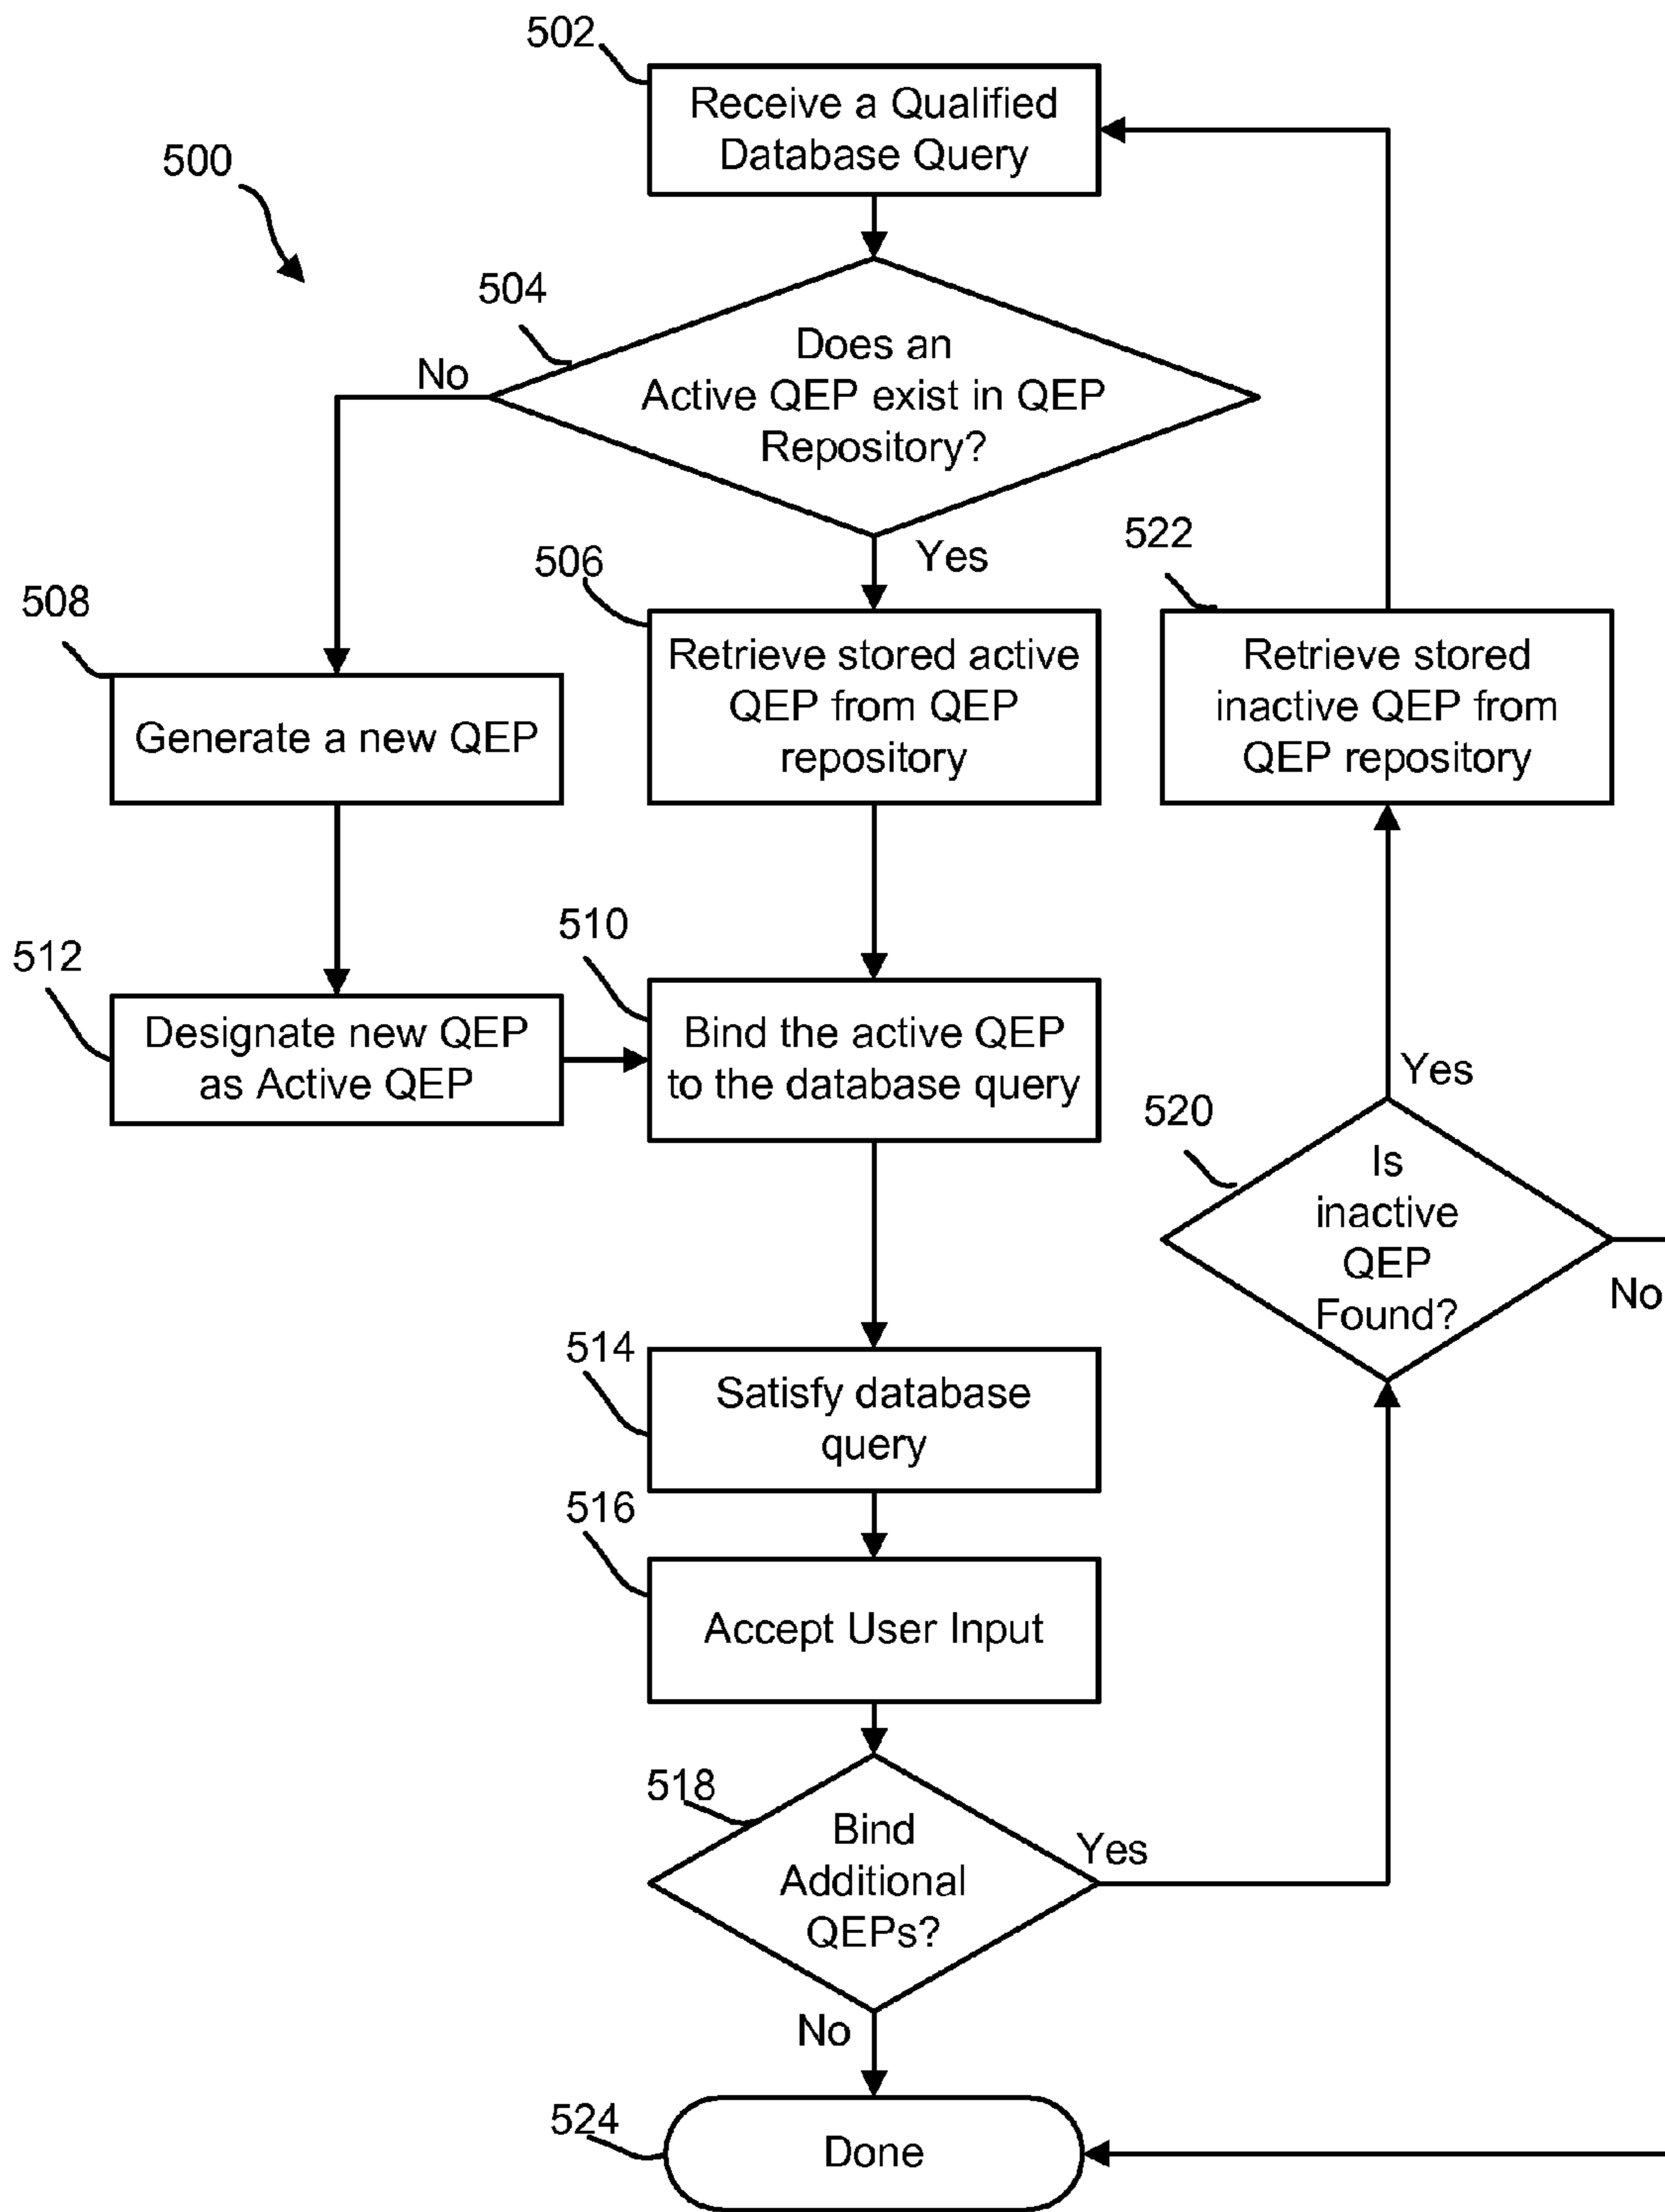 502
Receive a Qualified
Database Query
500
504
Does an
Active QEP exist in QEP
Repository?
No
Yes
506
522
508
Retrieve stored active
QEP from QEP
repository
Retrieve stored
inactive QEP from
QEP repository
Generate a new QEP
510
512
Designate new QEP
as Active QEP
Bind the active QEP
to the database query
Yes
520
Is
inactive
QEP
Found?
No
514
Satisfy database
query
516
Accept User Input
518
Bind
Additional
QEPs?
Yes
No
524
Done